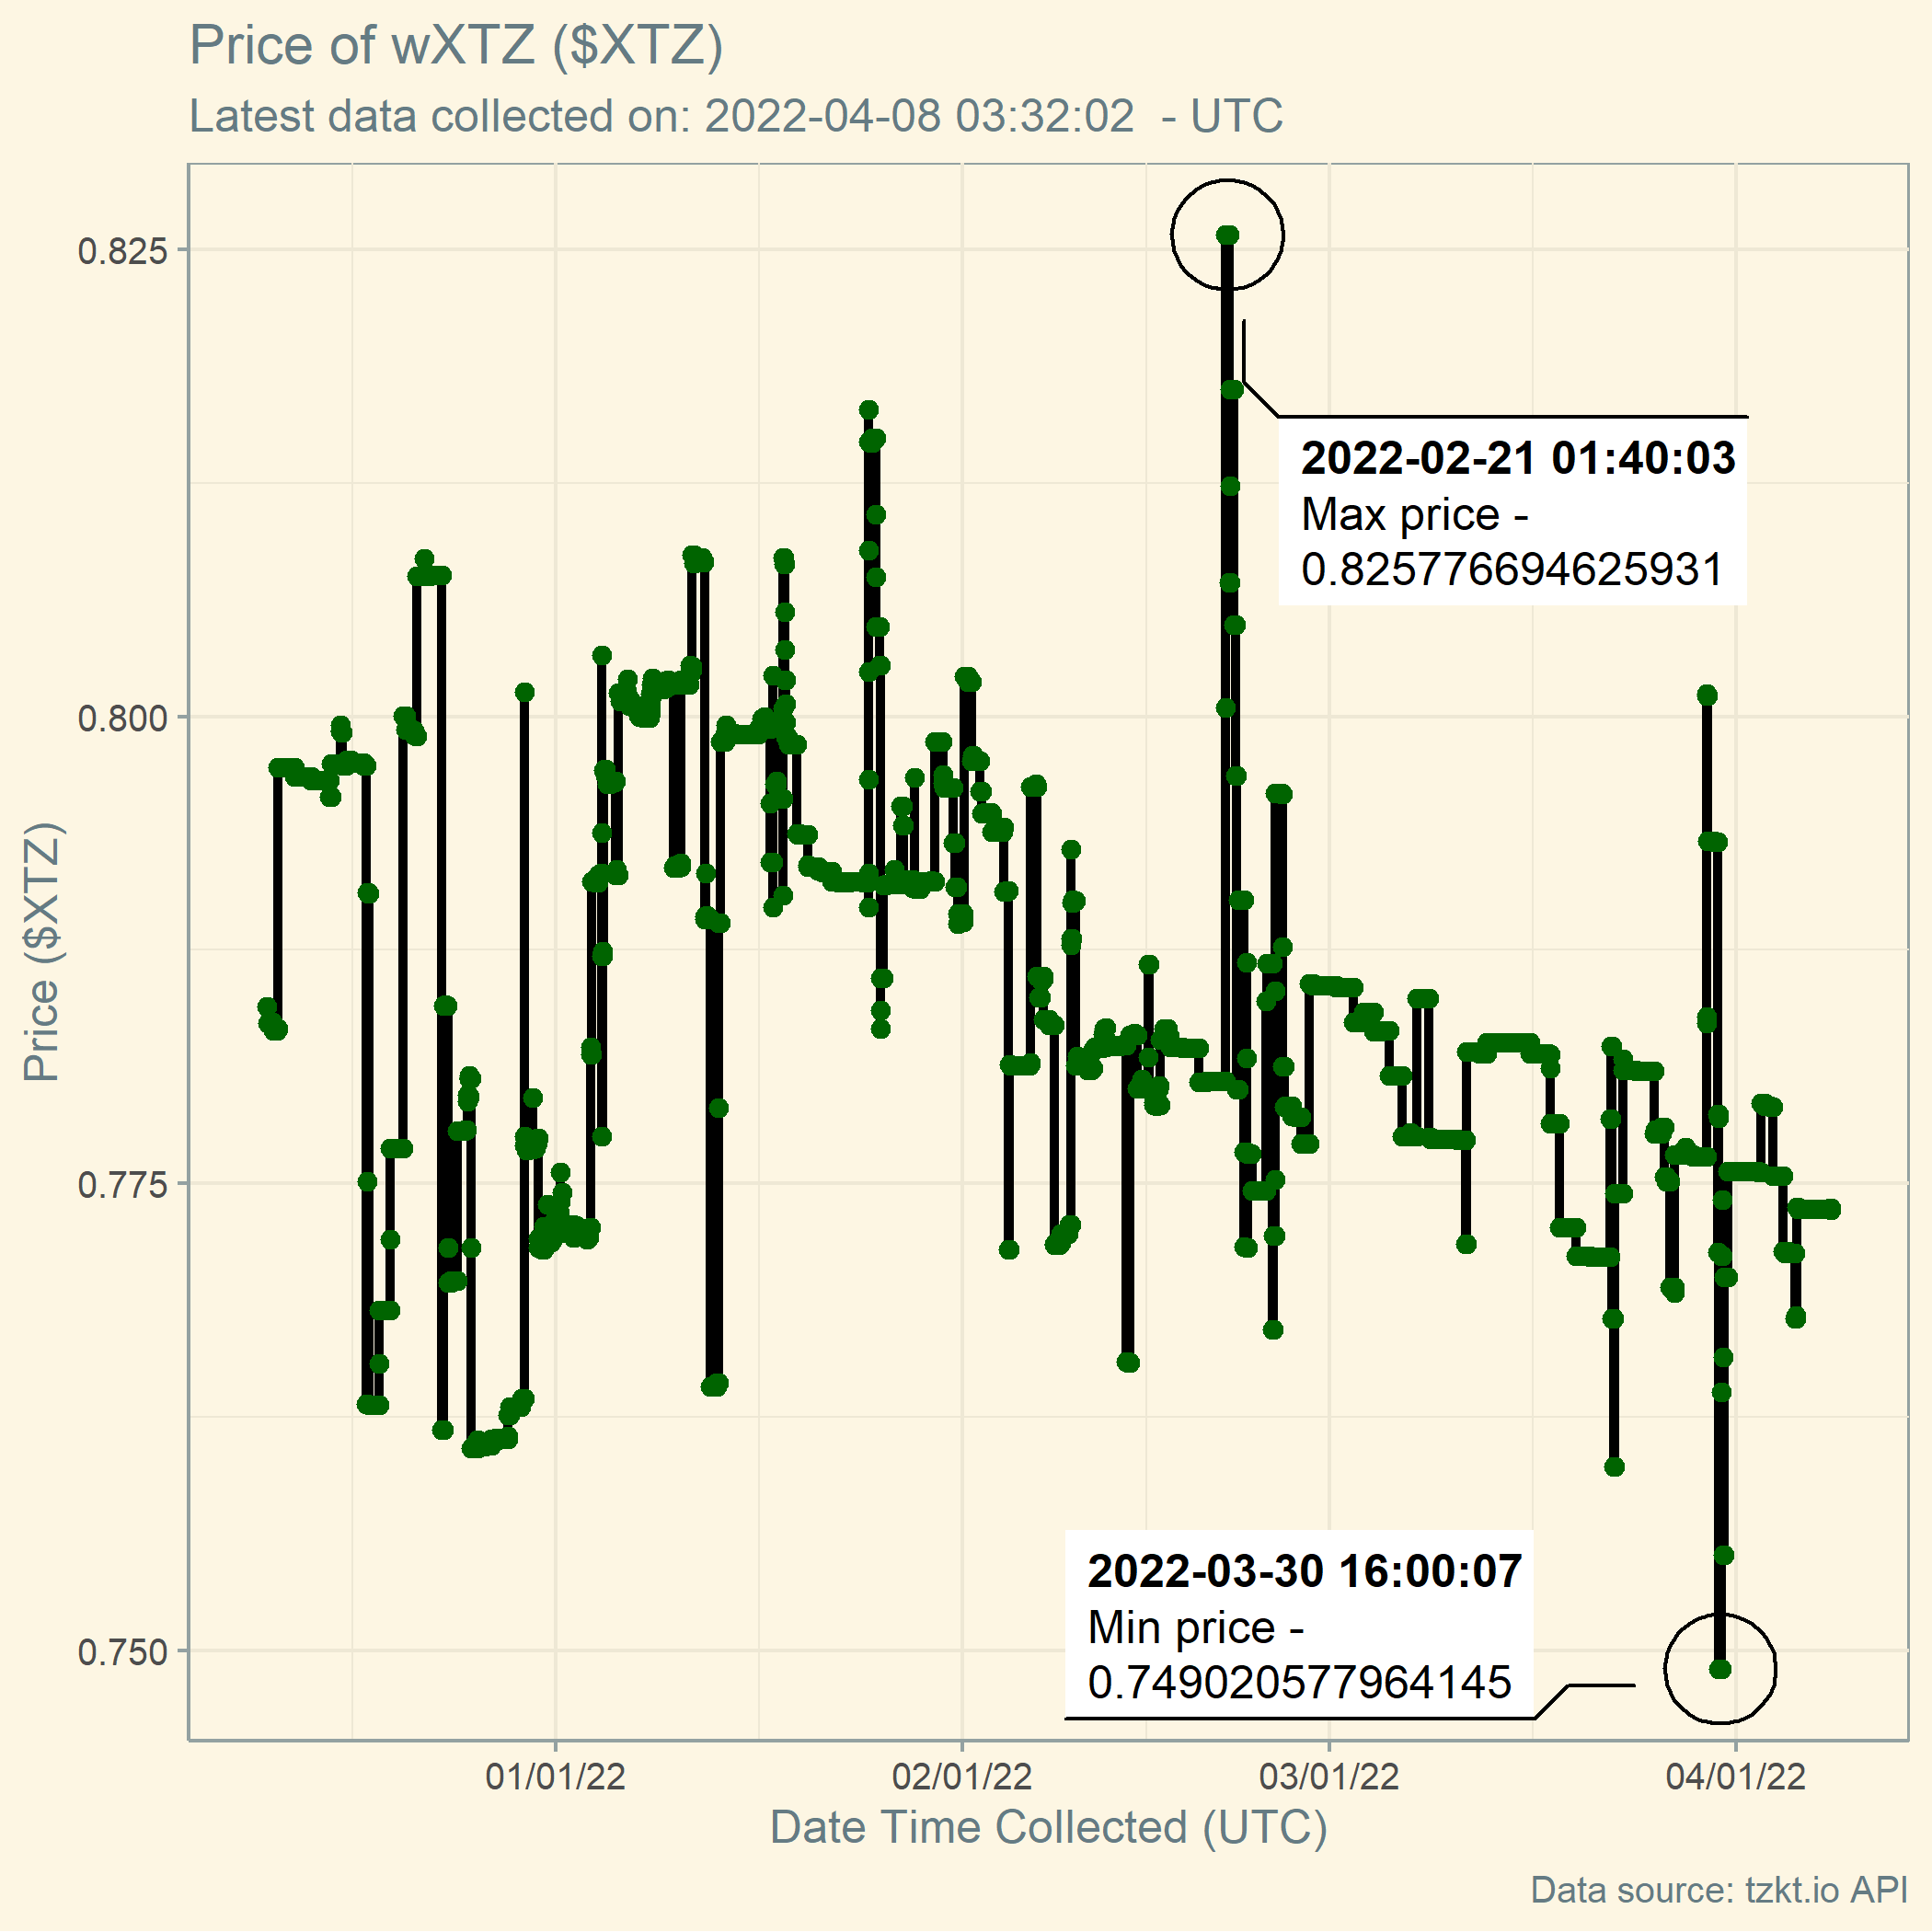 Price of wXTZ ($XTZ)
Latest data collected on: 2022-04-08 03:32:02  - UTC
Price ($XTZ)
0.825
0.800
0.775
0.750
2022-02-21 01:40:03
Max price -
0.825776694625931
2022-03-30 16:00:07
Min price -
0.749020577964145
01/01/22
02/01/22
03/01/22
04/01/22
Date Time Collected (UTC)
Data source: tzkt.io API